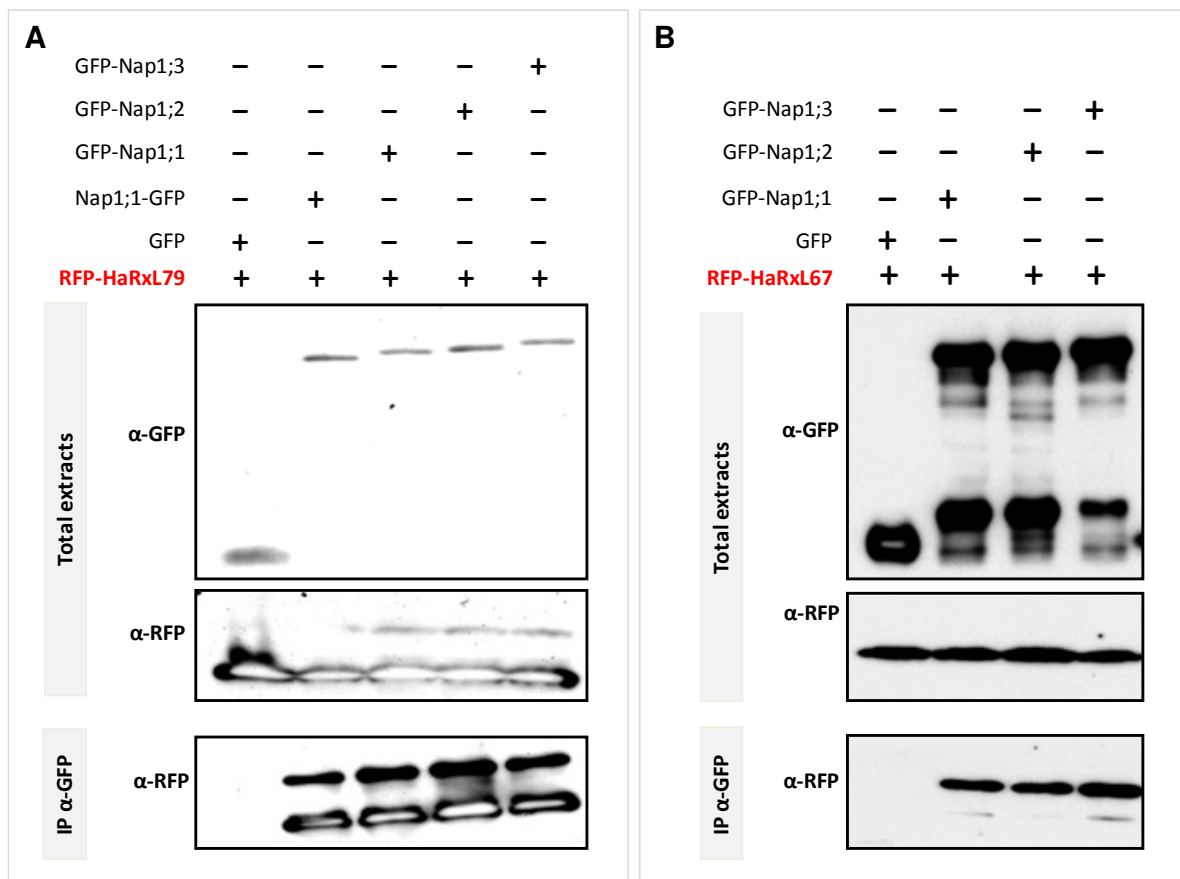 A
GFP-Nap1;3 – – – – +
GFP-Nap1;2 – – – + –
GFP-Nap1;1 – – + – –
Nap1;1-GFP – + – – –
GFP + – – – –
RFP-HaRxL79 + + + + +
Total extracts
α-GFP
α-RFP
IP α-GFP
α-RFP
B
GFP-Nap1;3 – – – +
GFP-Nap1;2 – – + –
GFP-Nap1;1 – + – –
GFP + – – –
RFP-HaRxL67 + + + +
Total extracts
α-GFP
α-RFP
IP α-GFP
α-RFP